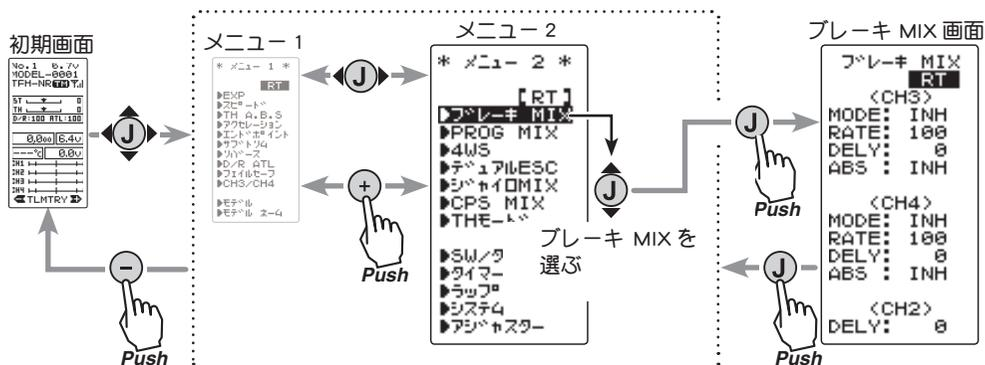 初期画面
No.1 6.7V
MODEL-0001
TFH-NR
ST 0
TH 0
D/R:100 ATL:100
0.0 6.4V
---℃ 0.0V
CH1
CH2
CH3
CH4
TLMTRY
J
−
Push
メニュー 1
* メニュー 1 *
RT
▶EXP
▶スピード
▶TH A.B.S
▶アクセレーション
▶エンドポイント
▶サブトリム
▶リバース
▶D/R ATL
▶フェイルセーフ
▶CH3/CH4
▶モデル
▶モデル ネーム
J
+
Push
メニュー 2
* メニュー 2 *
[RT]
▶ブレーキ MIX
▶PROG MIX
▶4WS
▶デュアルESC
▶ジャイロMIX
▶CPS MIX
▶THモード
▶SW/ダ
▶タイマー
▶ラップ
▶システム
▶アジャスター
J
ブレーキ MIX を
選ぶ
J
Push
J
Push
ブレーキ MIX 画面
ブレーキ MIX
RT
<CH3>
MODE: INH
RATE: 100
DELY: 0
ABS : INH
<CH4>
MODE: INH
RATE: 100
DELY: 0
ABS : INH
<CH2>
DELY: 0